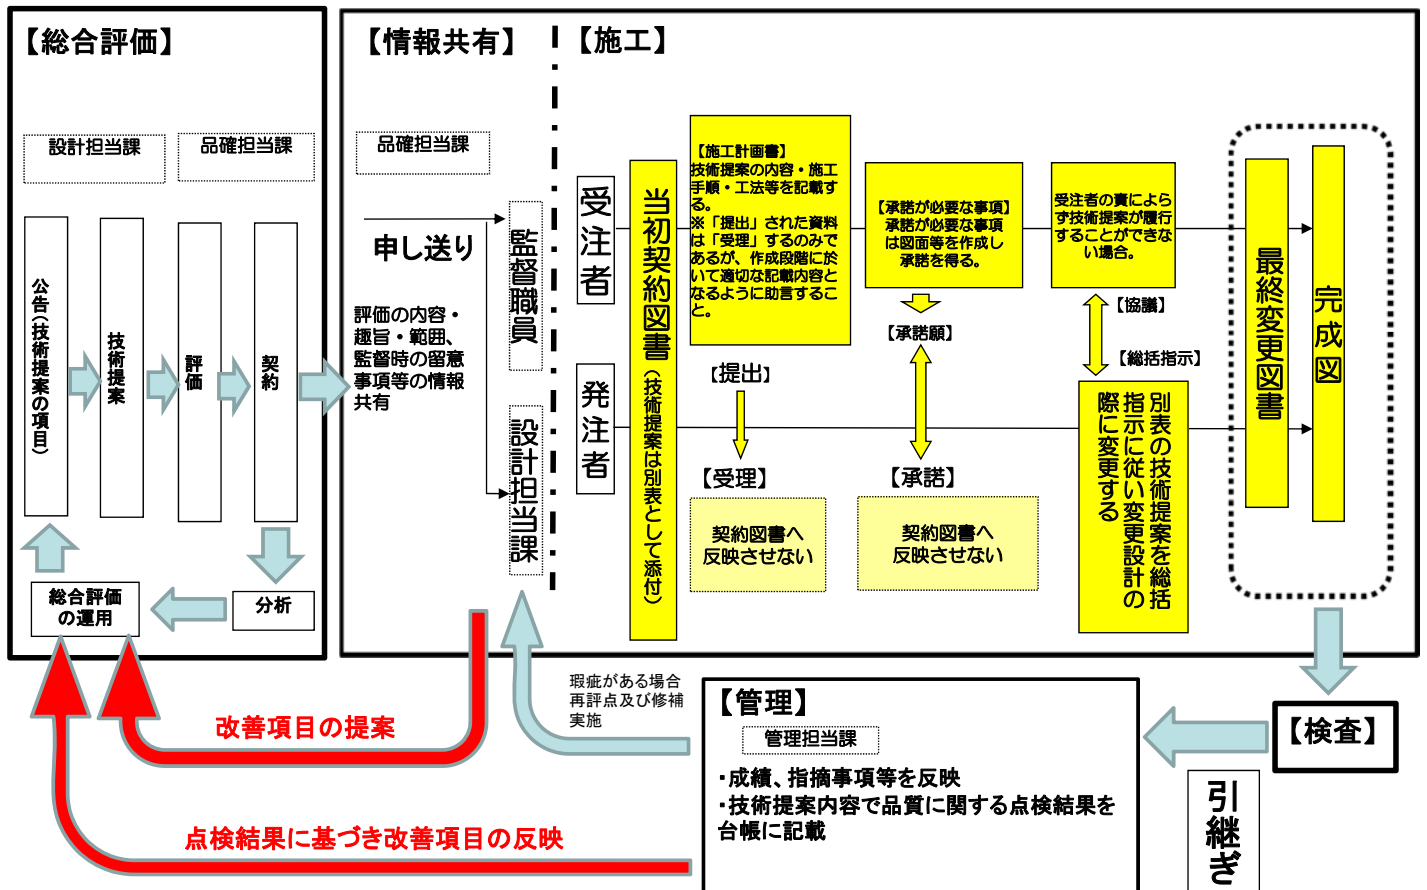 【総合評価】
設計担当課
品確担当課
公告(技術提案の項目)
技術提案
評価
契約
総合評価
の運用
分析
【情報共有】
品確担当課
申し送り
評価の内容・
趣旨・範囲、
監督時の留意
事項等の情報
共有
監督職員
設計担当課
【施工】
受注者
発注者
当初契約図書(技術提案は別表として添付)
【施工計画書】
技術提案の内容・施工
手順・工法等を記載す
る。
※「提出」された資料
は「受理」するのみで
あるが、作成段階に於
いて適切な記載内容と
なるように助言するこ
と。
【提出】
【受理】
契約図書へ
反映させない
【承諾が必要な事項】
承諾が必要な事項
は図面等を作成し
承諾を得る。
【承諾願】
【承諾】
契約図書へ
反映させない
受注者の責によら
ず技術提案が履行
することができな
い場合。
【協議】
【総括指示】
別表の技術提案を総括
指示に従い変更設計の
際に変更する
最終変更図書
完成図
【検査】
引継ぎ
【管理】
管理担当課
・成績、指摘事項等を反映
・技術提案内容で品質に関する点検結果を
台帳に記載
瑕疵がある場合
再評点及び修補
実施
改善項目の提案
点検結果に基づき改善項目の反映